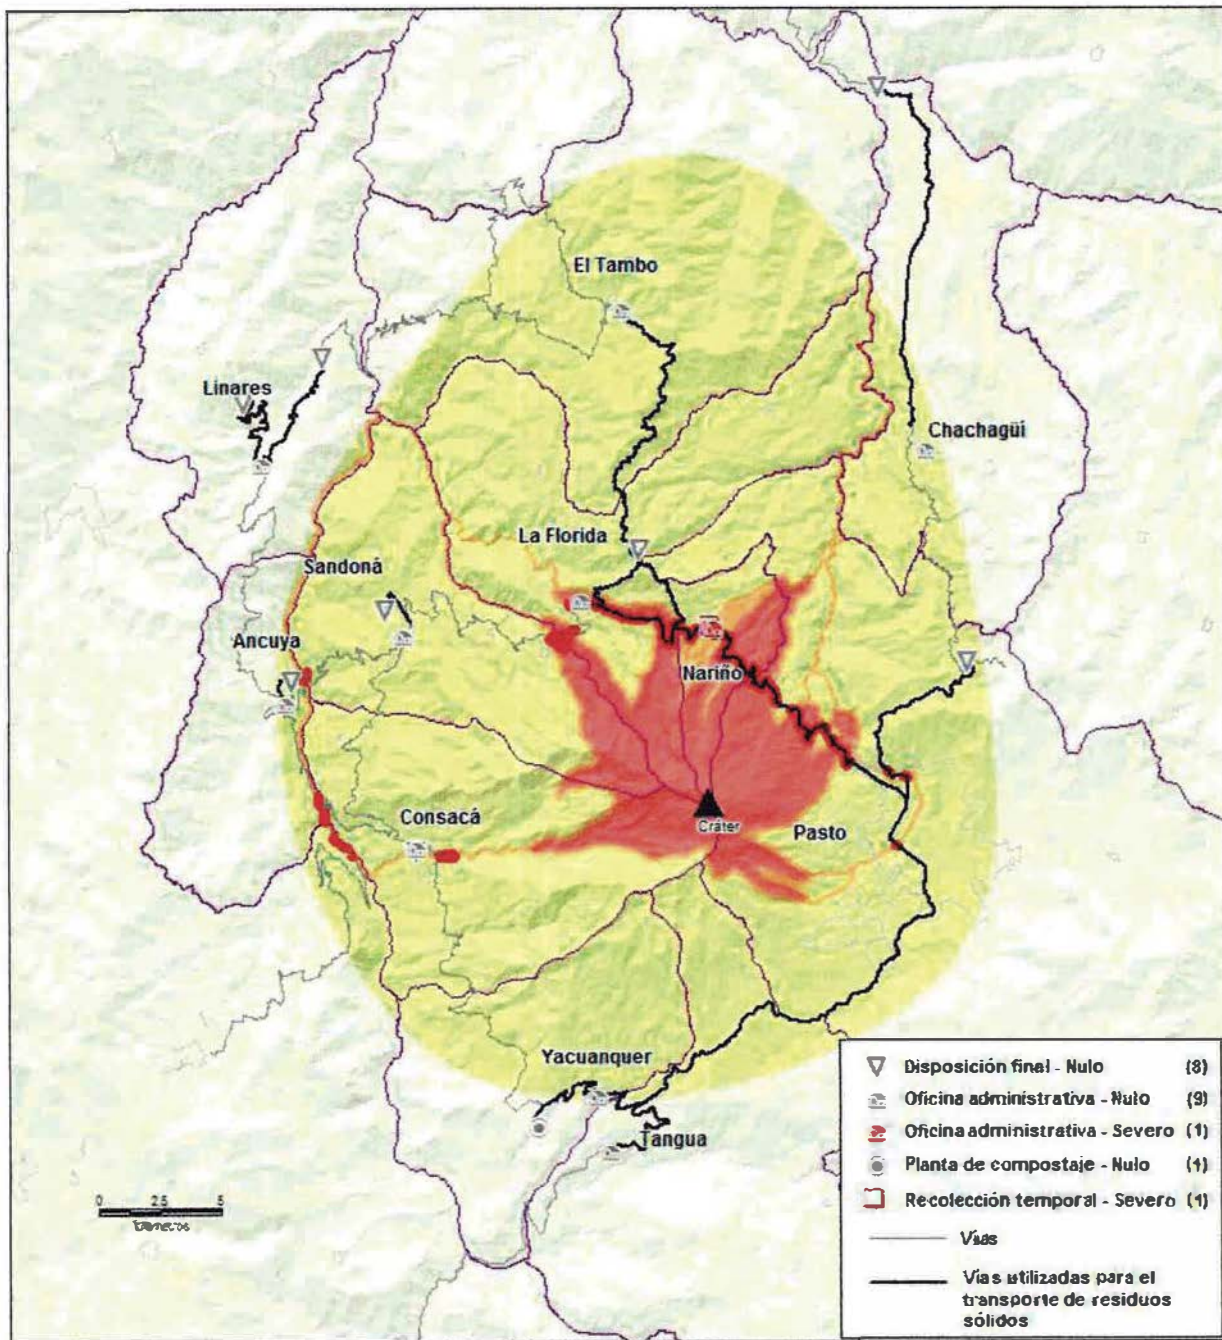 El Tambo
Linares
Chachagüí
La Florida
Sandoná
Ancuya
Nariño
Consacá
Cráter
Pasto
Yacuanquer
Tangua
0 2.5 5
Disposición final - Nulo (8)
Oficina administrativa - Nulo (9)
Oficina administrativa - Severo (1)
Planta de compostaje - Nulo (1)
Recolección temporal - Severo (1)
Vías
Vías utilizadas para el
transporte de residuos
sólidos